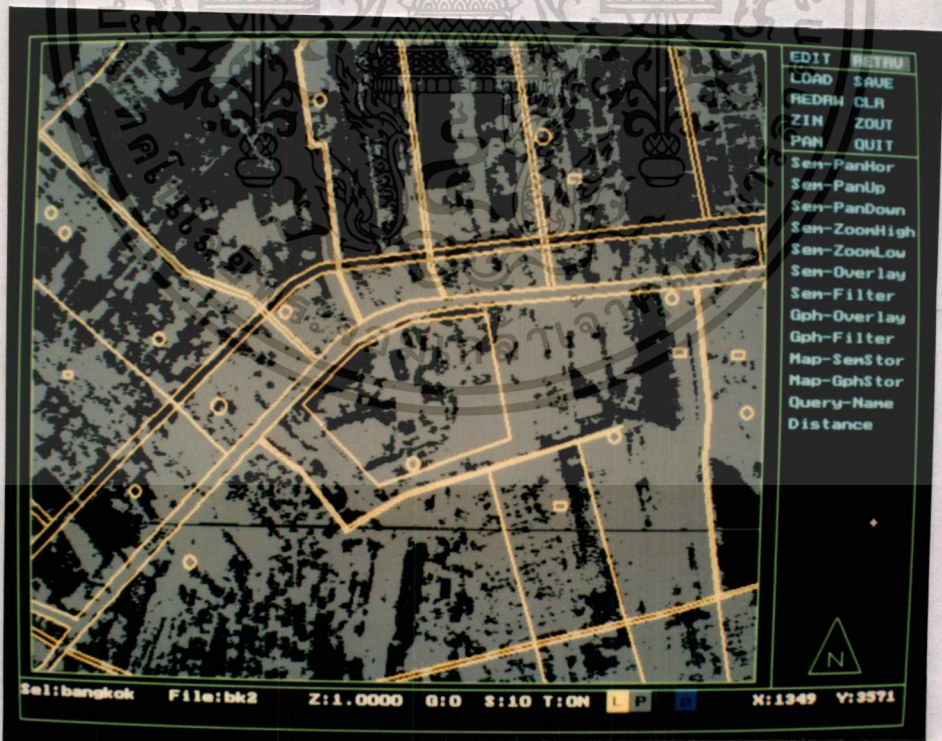 EDIT RETRV
LOAD SAVE
REDRW CLR
ZIN ZOUT
PAN QUIT
Sem-PanHor
Sem-PanUp
Sem-PanDown
Sem-ZoomHigh
Sem-ZoomLow
Sem-Overlay
Sem-Filter
Gph-Overlay
Gph-Filter
Map-SemStor
Map-GphStor
Query-Name
Distance
N
Sel:bangkok File:bk2 Z:1.0000 G:0 S:10 T:ON L P p X:1349 Y:3571